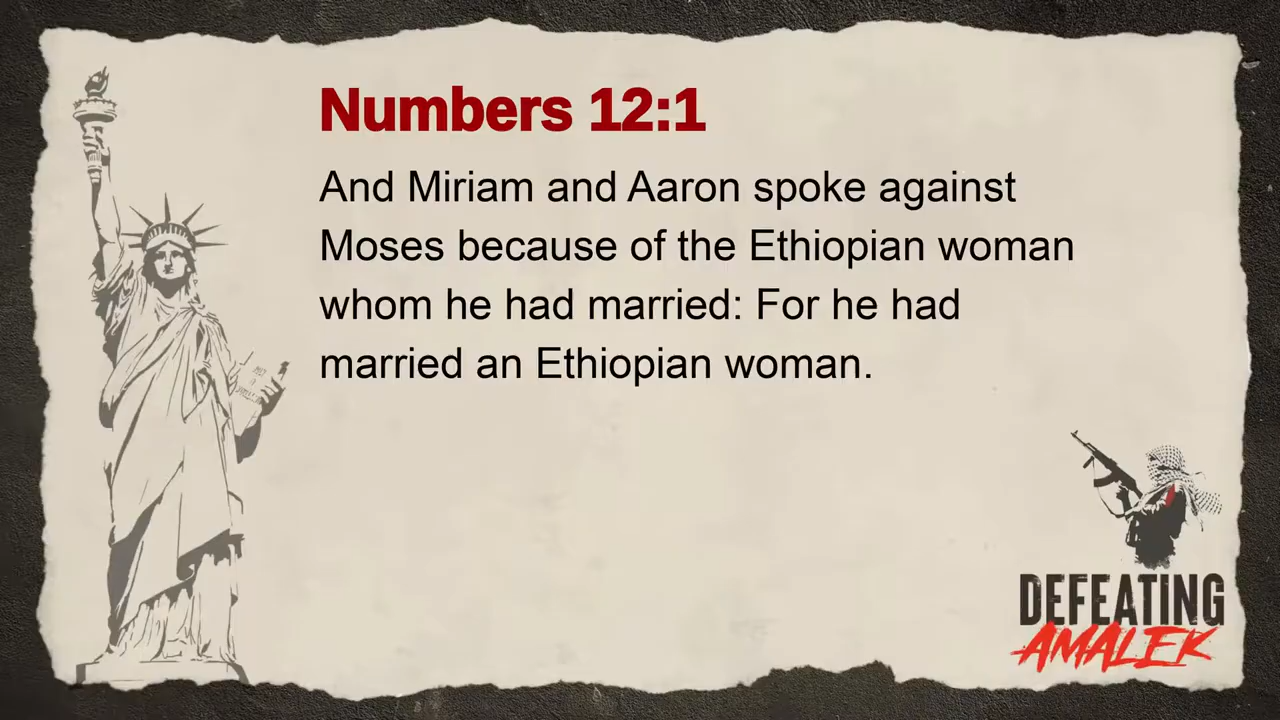 Numbers 12:1
And Miriam and Aaron spoke against
Moses because of the Ethiopian woman
whom he had married: For he had
married an Ethiopian woman.
DEFEATING
AMALEK